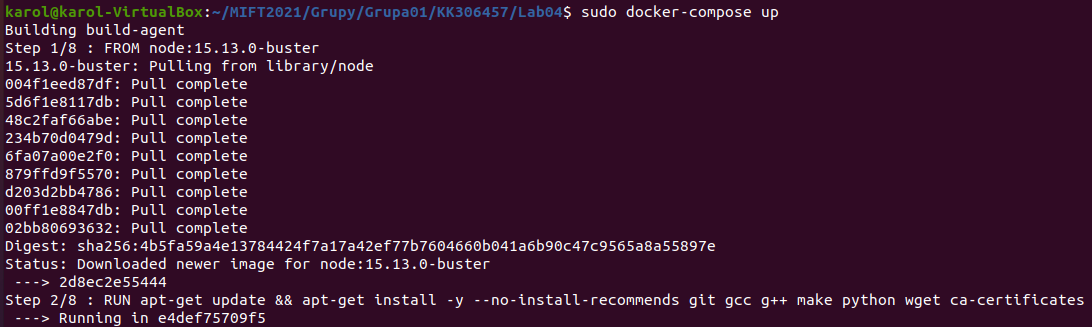 karol@karol-VirtualBox:~/MIFT2021/Grupy/Grupa01/KK306457/Lab04$ sudo docker-compose up
Building build-agent
Step 1/8 : FROM node:15.13.0-buster
15.13.0-buster: Pulling from library/node
004f1eed87df: Pull complete
5d6f1e8117db: Pull complete
48c2faf66abe: Pull complete
234b70d0479d: Pull complete
6fa07a00e2f0: Pull complete
879ffd9f5570: Pull complete
d203d2bb4786: Pull complete
00ff1e8847db: Pull complete
02bb80693632: Pull complete
Digest: sha256:4b5fa59a4e13784424f7a17a42ef77b7604660b041a6b90c47c9565a8a55897e
Status: Downloaded newer image for node:15.13.0-buster
 ---> 2d8ec2e55444
Step 2/8 : RUN apt-get update && apt-get install -y --no-install-recommends git gcc g++ make python wget ca-certificates
 ---> Running in e4def75709f5